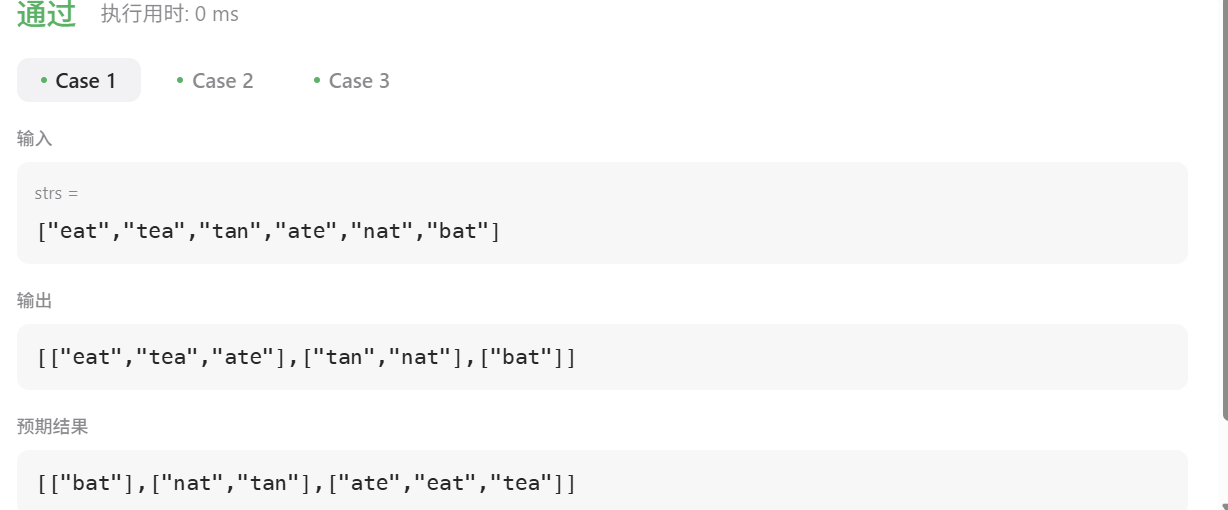 通过 执行用时: 0 ms
Case 1 Case 2 Case 3
输入
strs =
["eat","tea","tan","ate","nat","bat"]
输出
[["eat","tea","ate"],["tan","nat"],["bat"]]
预期结果
[["bat"],["nat","tan"],["ate","eat","tea"]]